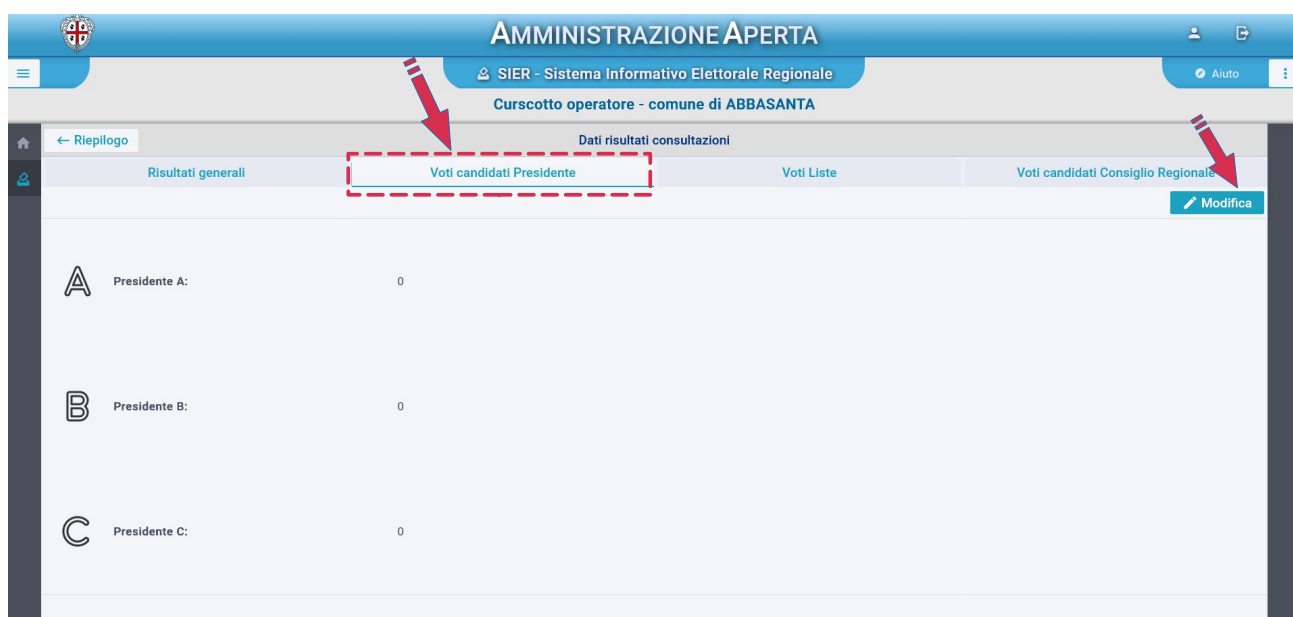 AMMINISTRAZIONE APERTA
SIER - Sistema Informativo Elettorale Regionale
Aiuto
Curscotto operatore - comune di ABBASANTA
← Riepilogo
Dati risultati consultazioni
Risultati generali
Voti candidati Presidente
Voti Liste
Voti candidati Consiglio Regionale
Modifica
A Presidente A: 0
B Presidente B: 0
C Presidente C: 0